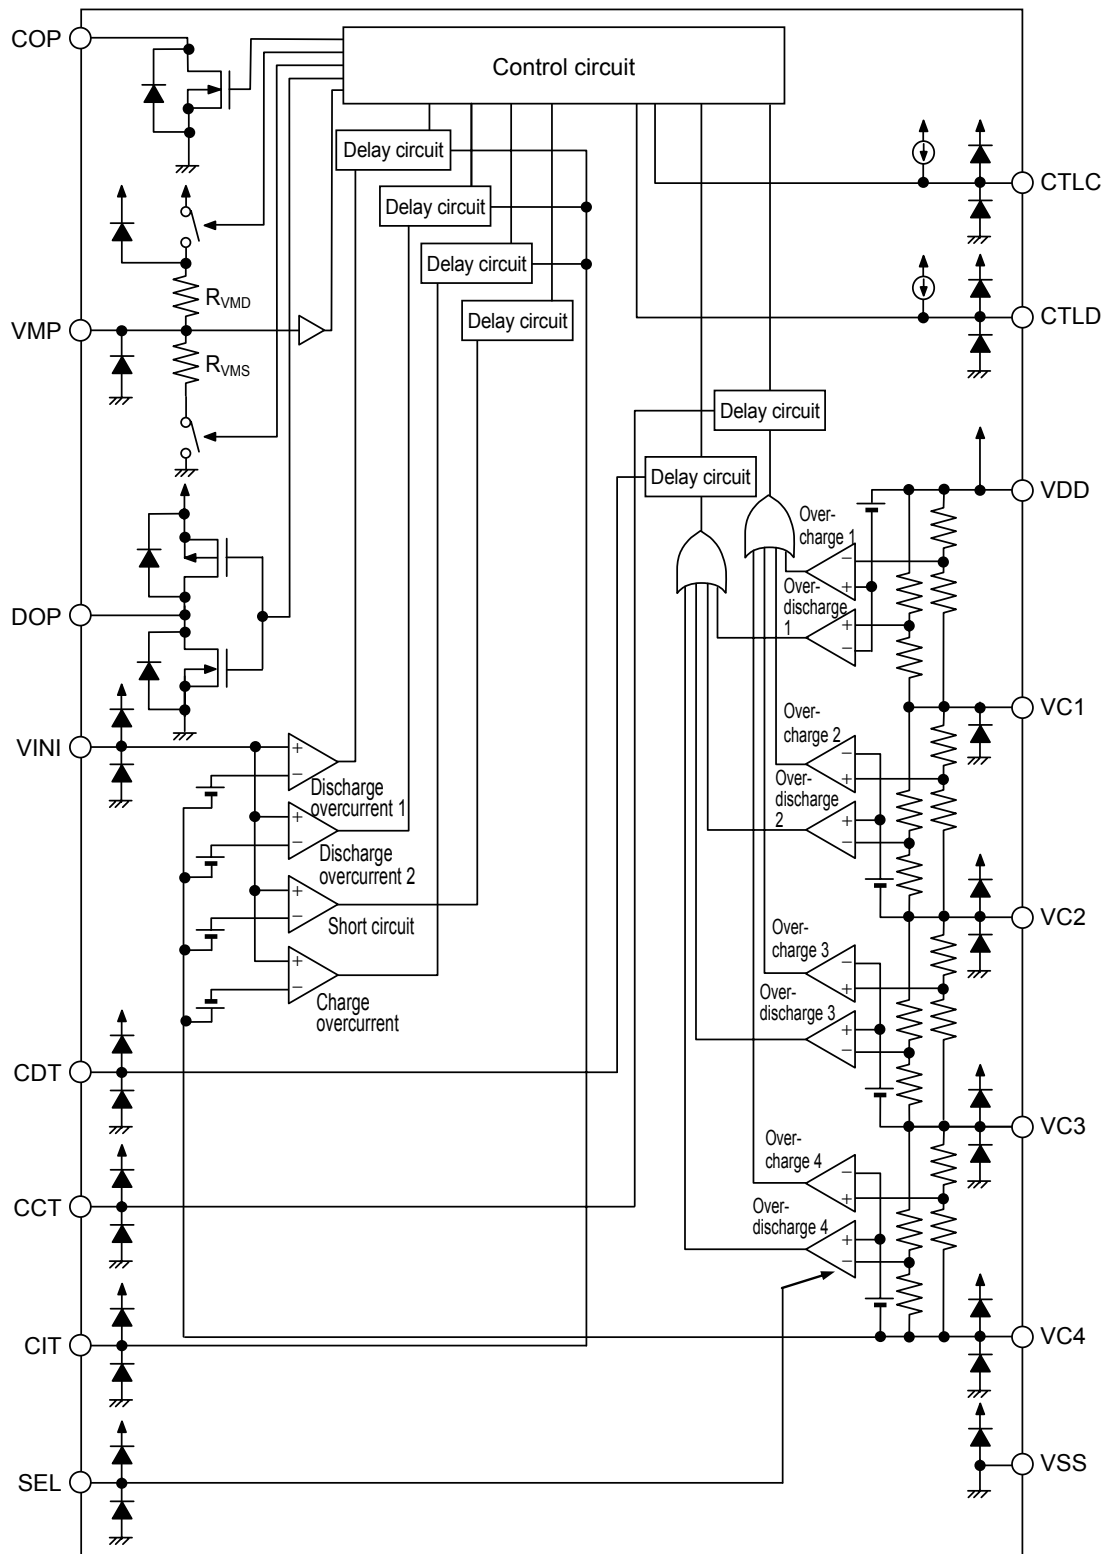 COP
Control circuit
Delay circuit
CTLC
Delay circuit
Delay circuit
RVMD
Delay circuit
CTLD
VMP
RVMS
Delay circuit
Delay circuit
VDD
Over-
charge 1
−
+
Over-
discharge
1
+
−
DOP
VC1
VINI
+
−
Discharge
overcurrent 1
Over-
charge 2
−
+
Over-
discharge
2
+
−
+
−
Discharge
overcurrent 2
+
−
Short circuit
VC2
+
−
Charge
overcurrent
Over-
charge 3
−
+
Over-
discharge 3
+
−
CDT
VC3
Over-
charge 4
−
+
CCT
Over-
discharge 4
+
−
CIT
VC4
SEL
VSS